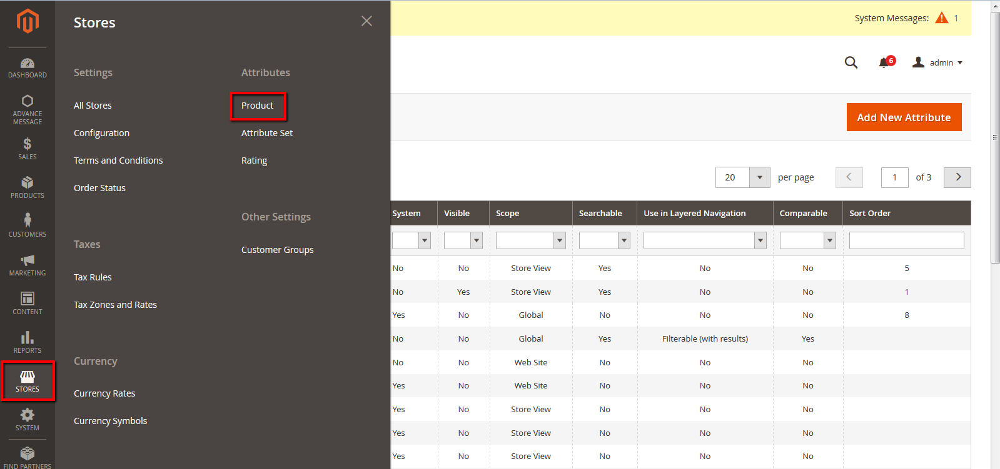 DASHBOARD
ADVANCE
MESSAGE
SALES
PRODUCTS
CUSTOMERS
MARKETING
CONTENT
REPORTS
STORES
SYSTEM
FIND PARTNERS
Stores
Settings
All Stores
Configuration
Terms and Conditions
Order Status
Taxes
Tax Rules
Tax Zones and Rates
Currency
Currency Rates
Currency Symbols
Attributes
Product
Attribute Set
Rating
Other Settings
Customer Groups
System Messages: 1
6 admin
Add New Attribute
20 per page 1 of 3
System Visible Scope Searchable Use in Layered Navigation Comparable Sort Order
No No Store View Yes No No 5
No Yes Store View Yes No No 1
Yes No Global No No No 8
No No Global Yes Filterable (with results) Yes
No No Web Site No No No
Yes No Web Site No No No
Yes No Store View No No No
Yes No Store View No No No
Yes No Store View No No No